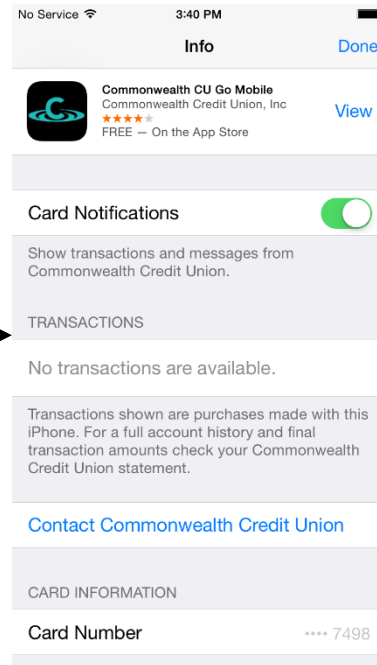 No Service 3:40 PM
Info Done
Commonwealth CU Go Mobile
Commonwealth Credit Union, Inc
FREE — On the App Store
View
Card Notifications
Show transactions and messages from
Commonwealth Credit Union.
TRANSACTIONS
No transactions are available.
Transactions shown are purchases made with this
iPhone. For a full account history and final
transaction amounts check your Commonwealth
Credit Union statement.
Contact Commonwealth Credit Union
CARD INFORMATION
Card Number •••• 7498